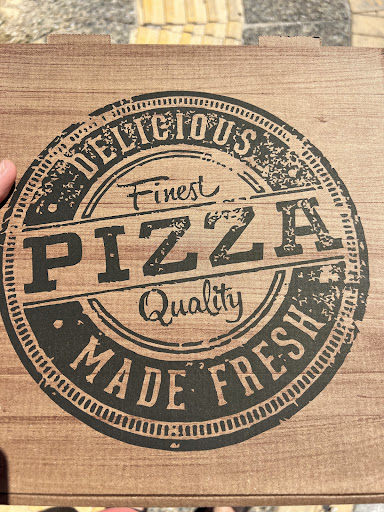 DELICIOUS
Finest
PIZZA
Quality
MADE FRESH